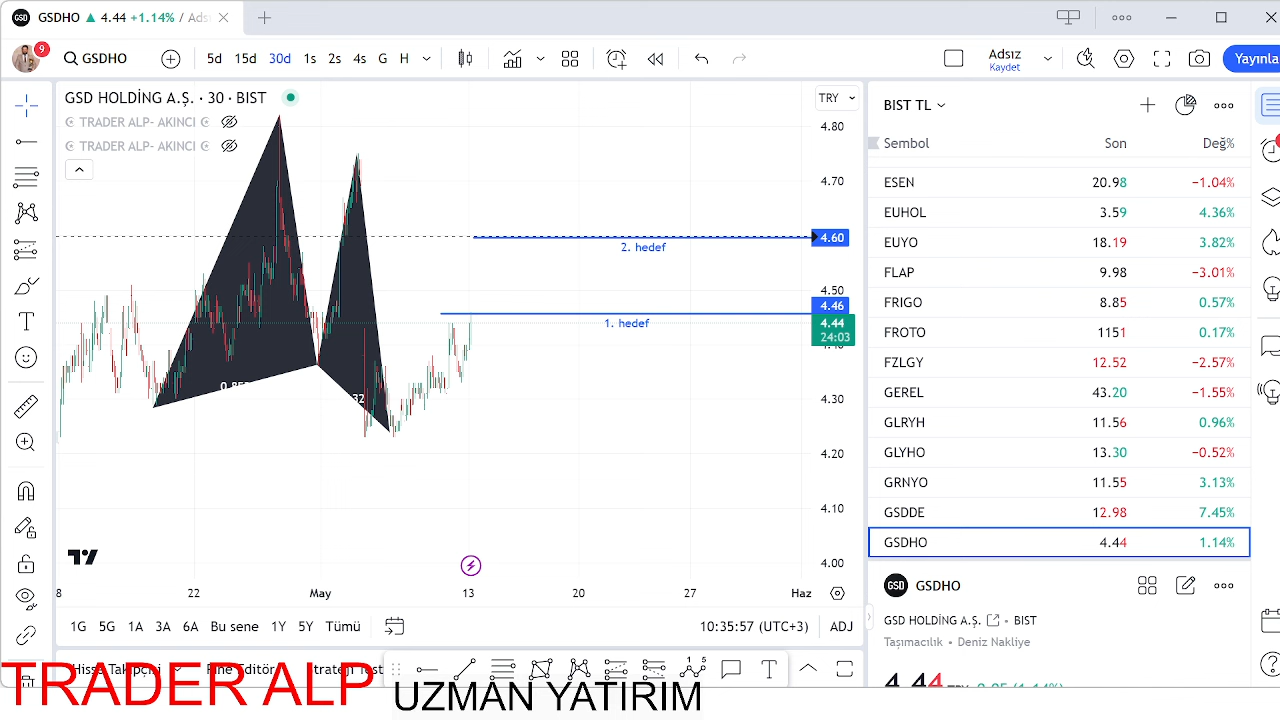 GSD GSDHO ▲ 4.44 +1.14% / Ads
9 GSDHO 5d 15d 30d 1s 2s 4s G H Adsız Kaydet Yayınla
GSD HOLDİNG A.Ş. · 30 · BIST TRY
TRADER ALP- AKINCI
TRADER ALP- AKINCI
4.80
4.70
4.60
2. hedef
4.50
4.46
1. hedef
4.44
24:03
4.30
4.20
4.10
4.00
32
8 22 May 13 20 27 Haz
1G 5G 1A 3A 6A Bu sene 1Y 5Y Tümü 10:35:57 (UTC+3) ADJ
BIST TL
Sembol Son Değ%
ESEN 20.98 −1.04%
EUHOL 3.59 4.36%
EUYO 18.19 3.82%
FLAP 9.98 −3.01%
FRIGO 8.85 0.57%
FROTO 1151 0.17%
FZLGY 12.52 −2.57%
GEREL 43.20 −1.55%
GLRYH 11.56 0.96%
GLYHO 13.30 −0.52%
GRNYO 11.55 3.13%
GSDDE 12.98 7.45%
GSDHO 4.44 1.14%
GSD GSDHO
GSD HOLDİNG A.Ş. • BIST
Taşımacılık • Deniz Nakliye
4.44
TRADER ALP UZMAN YATIRIM